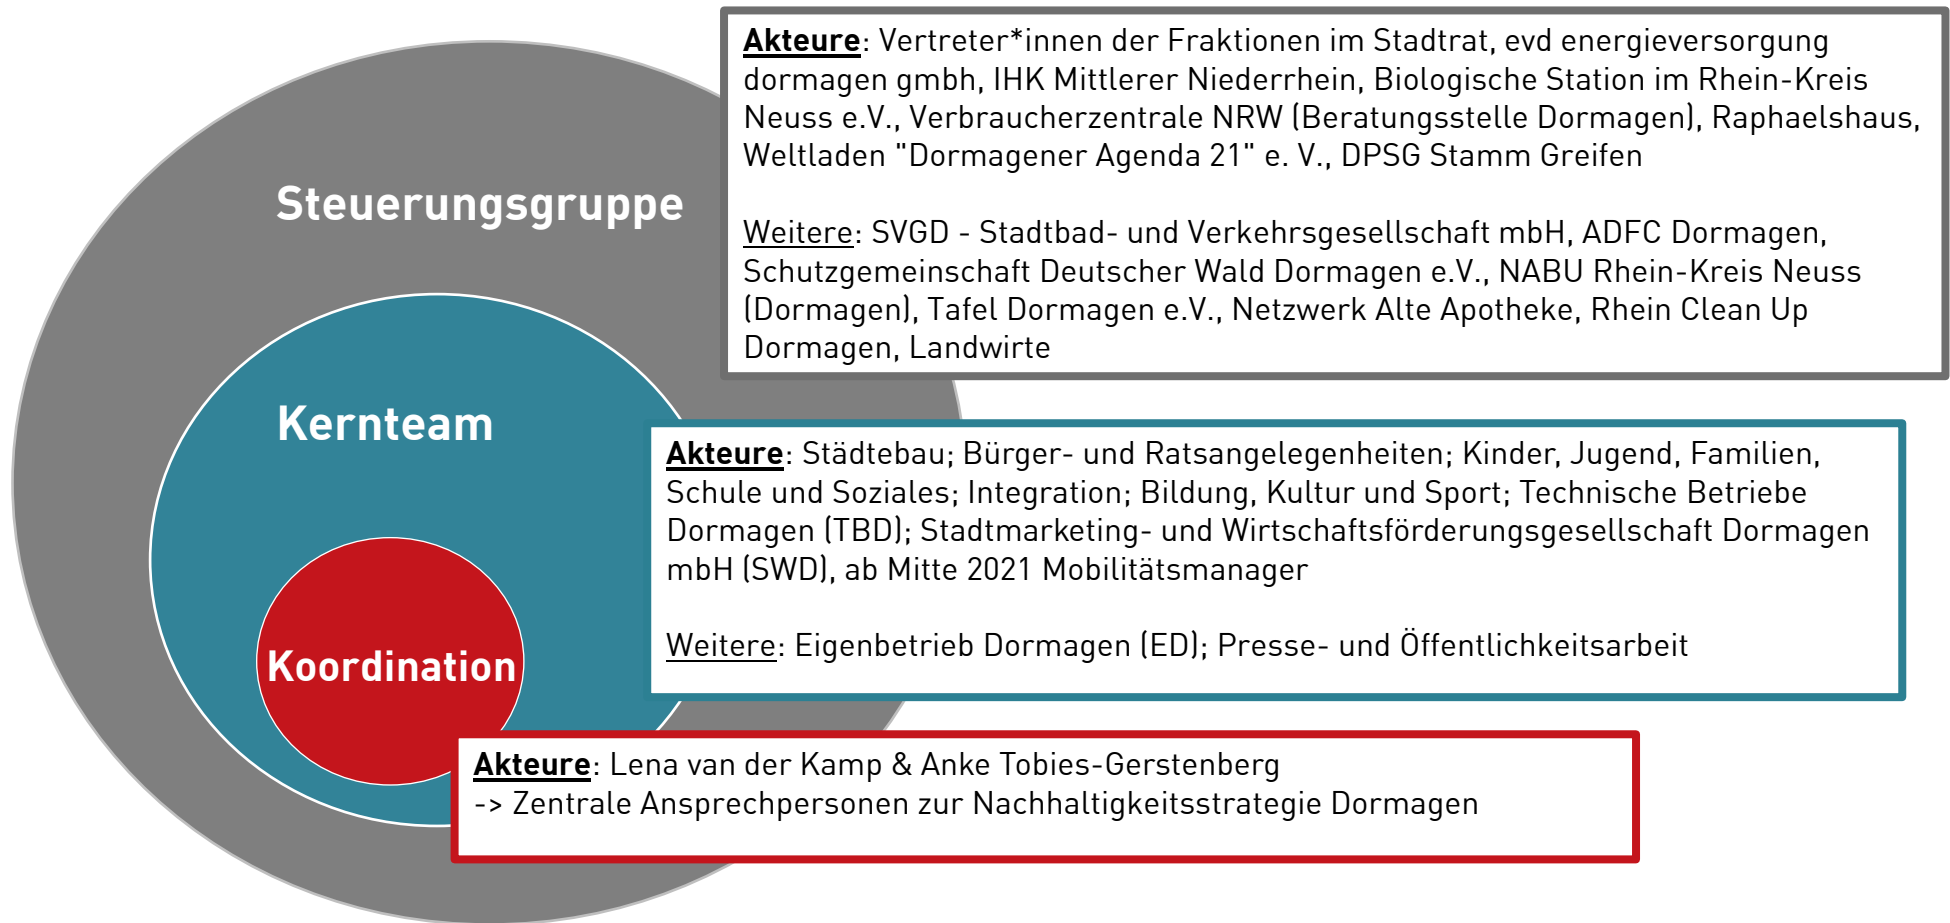 Akteure: Vertreter*innen der Fraktionen im Stadtrat, evd energieversorgung
dormagen gmbh, IHK Mittlerer Niederrhein, Biologische Station im Rhein-Kreis
Neuss e.V., Verbraucherzentrale NRW (Beratungsstelle Dormagen), Raphaelshaus,
Weltladen "Dormagener Agenda 21" e. V., DPSG Stamm Greifen
Weitere: SVGD - Stadtbad- und Verkehrsgesellschaft mbH, ADFC Dormagen,
Schutzgemeinschaft Deutscher Wald Dormagen e.V., NABU Rhein-Kreis Neuss
(Dormagen), Tafel Dormagen e.V., Netzwerk Alte Apotheke, Rhein Clean Up
Dormagen, Landwirte
Steuerungsgruppe
Kernteam
Akteure: Städtebau; Bürger- und Ratsangelegenheiten; Kinder, Jugend, Familien,
Schule und Soziales; Integration; Bildung, Kultur und Sport; Technische Betriebe
Dormagen (TBD); Stadtmarketing- und Wirtschaftsförderungsgesellschaft Dormagen
mbH (SWD), ab Mitte 2021 Mobilitätsmanager
Weitere: Eigenbetrieb Dormagen (ED); Presse- und Öffentlichkeitsarbeit
Koordination
Akteure: Lena van der Kamp & Anke Tobies-Gerstenberg
-> Zentrale Ansprechpersonen zur Nachhaltigkeitsstrategie Dormagen